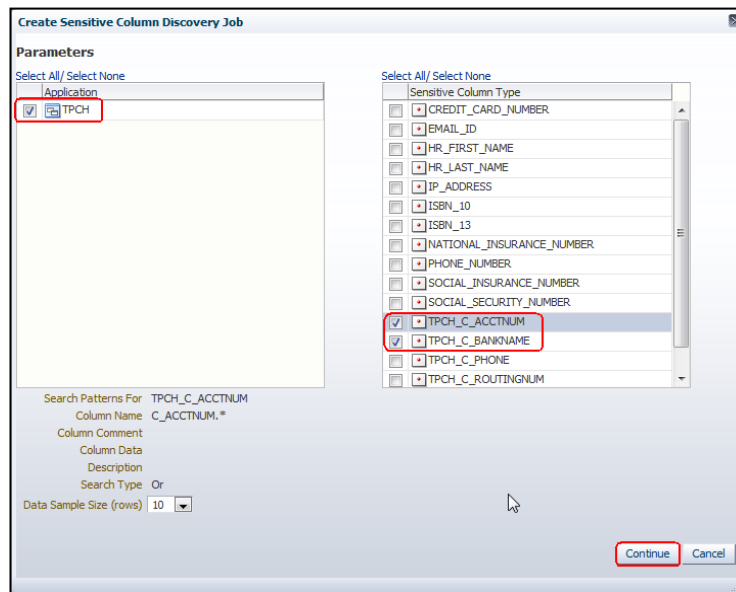 Create Sensitive Column Discovery Job
Parameters
Select All/ Select None
Application
TPCH
Select All/ Select None
Sensitive Column Type
CREDIT_CARD_NUMBER
EMAIL_ID
HR_FIRST_NAME
HR_LAST_NAME
IP_ADDRESS
ISBN_10
ISBN_13
NATIONAL_INSURANCE_NUMBER
PHONE_NUMBER
SOCIAL_INSURANCE_NUMBER
SOCIAL_SECURITY_NUMBER
TPCH_C_ACCTNUM
TPCH_C_BANKNAME
TPCH_C_PHONE
TPCH_C_ROUTINGNUM
Search Patterns For TPCH_C_ACCTNUM
Column Name C_ACCTNUM.*
Column Comment
Column Data
Description
Search Type Or
Data Sample Size (rows) 10
Continue Cancel